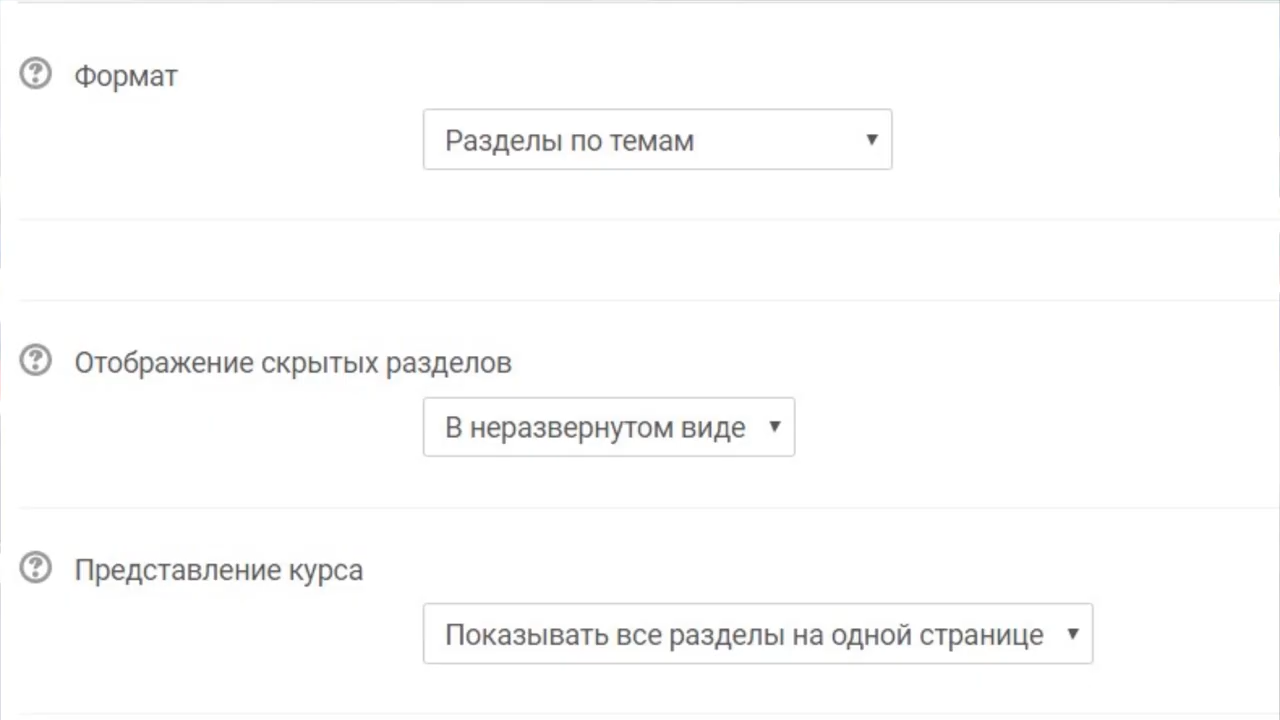 Формат
Разделы по темам
Отображение скрытых разделов
В неразвернутом виде
Представление курса
Показывать все разделы на одной странице